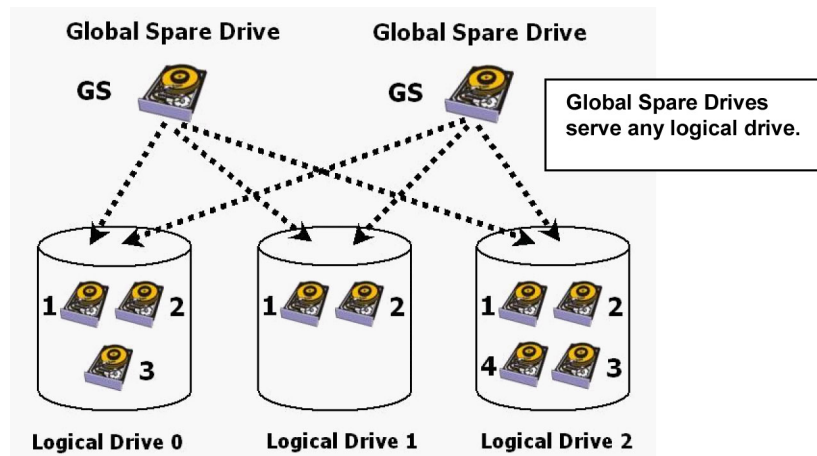 Global Spare Drive
Global Spare Drive
GS
GS
Global Spare Drives
serve any logical drive.
1
2
3
1
2
1
2
4
3
Logical Drive 0
Logical Drive 1
Logical Drive 2